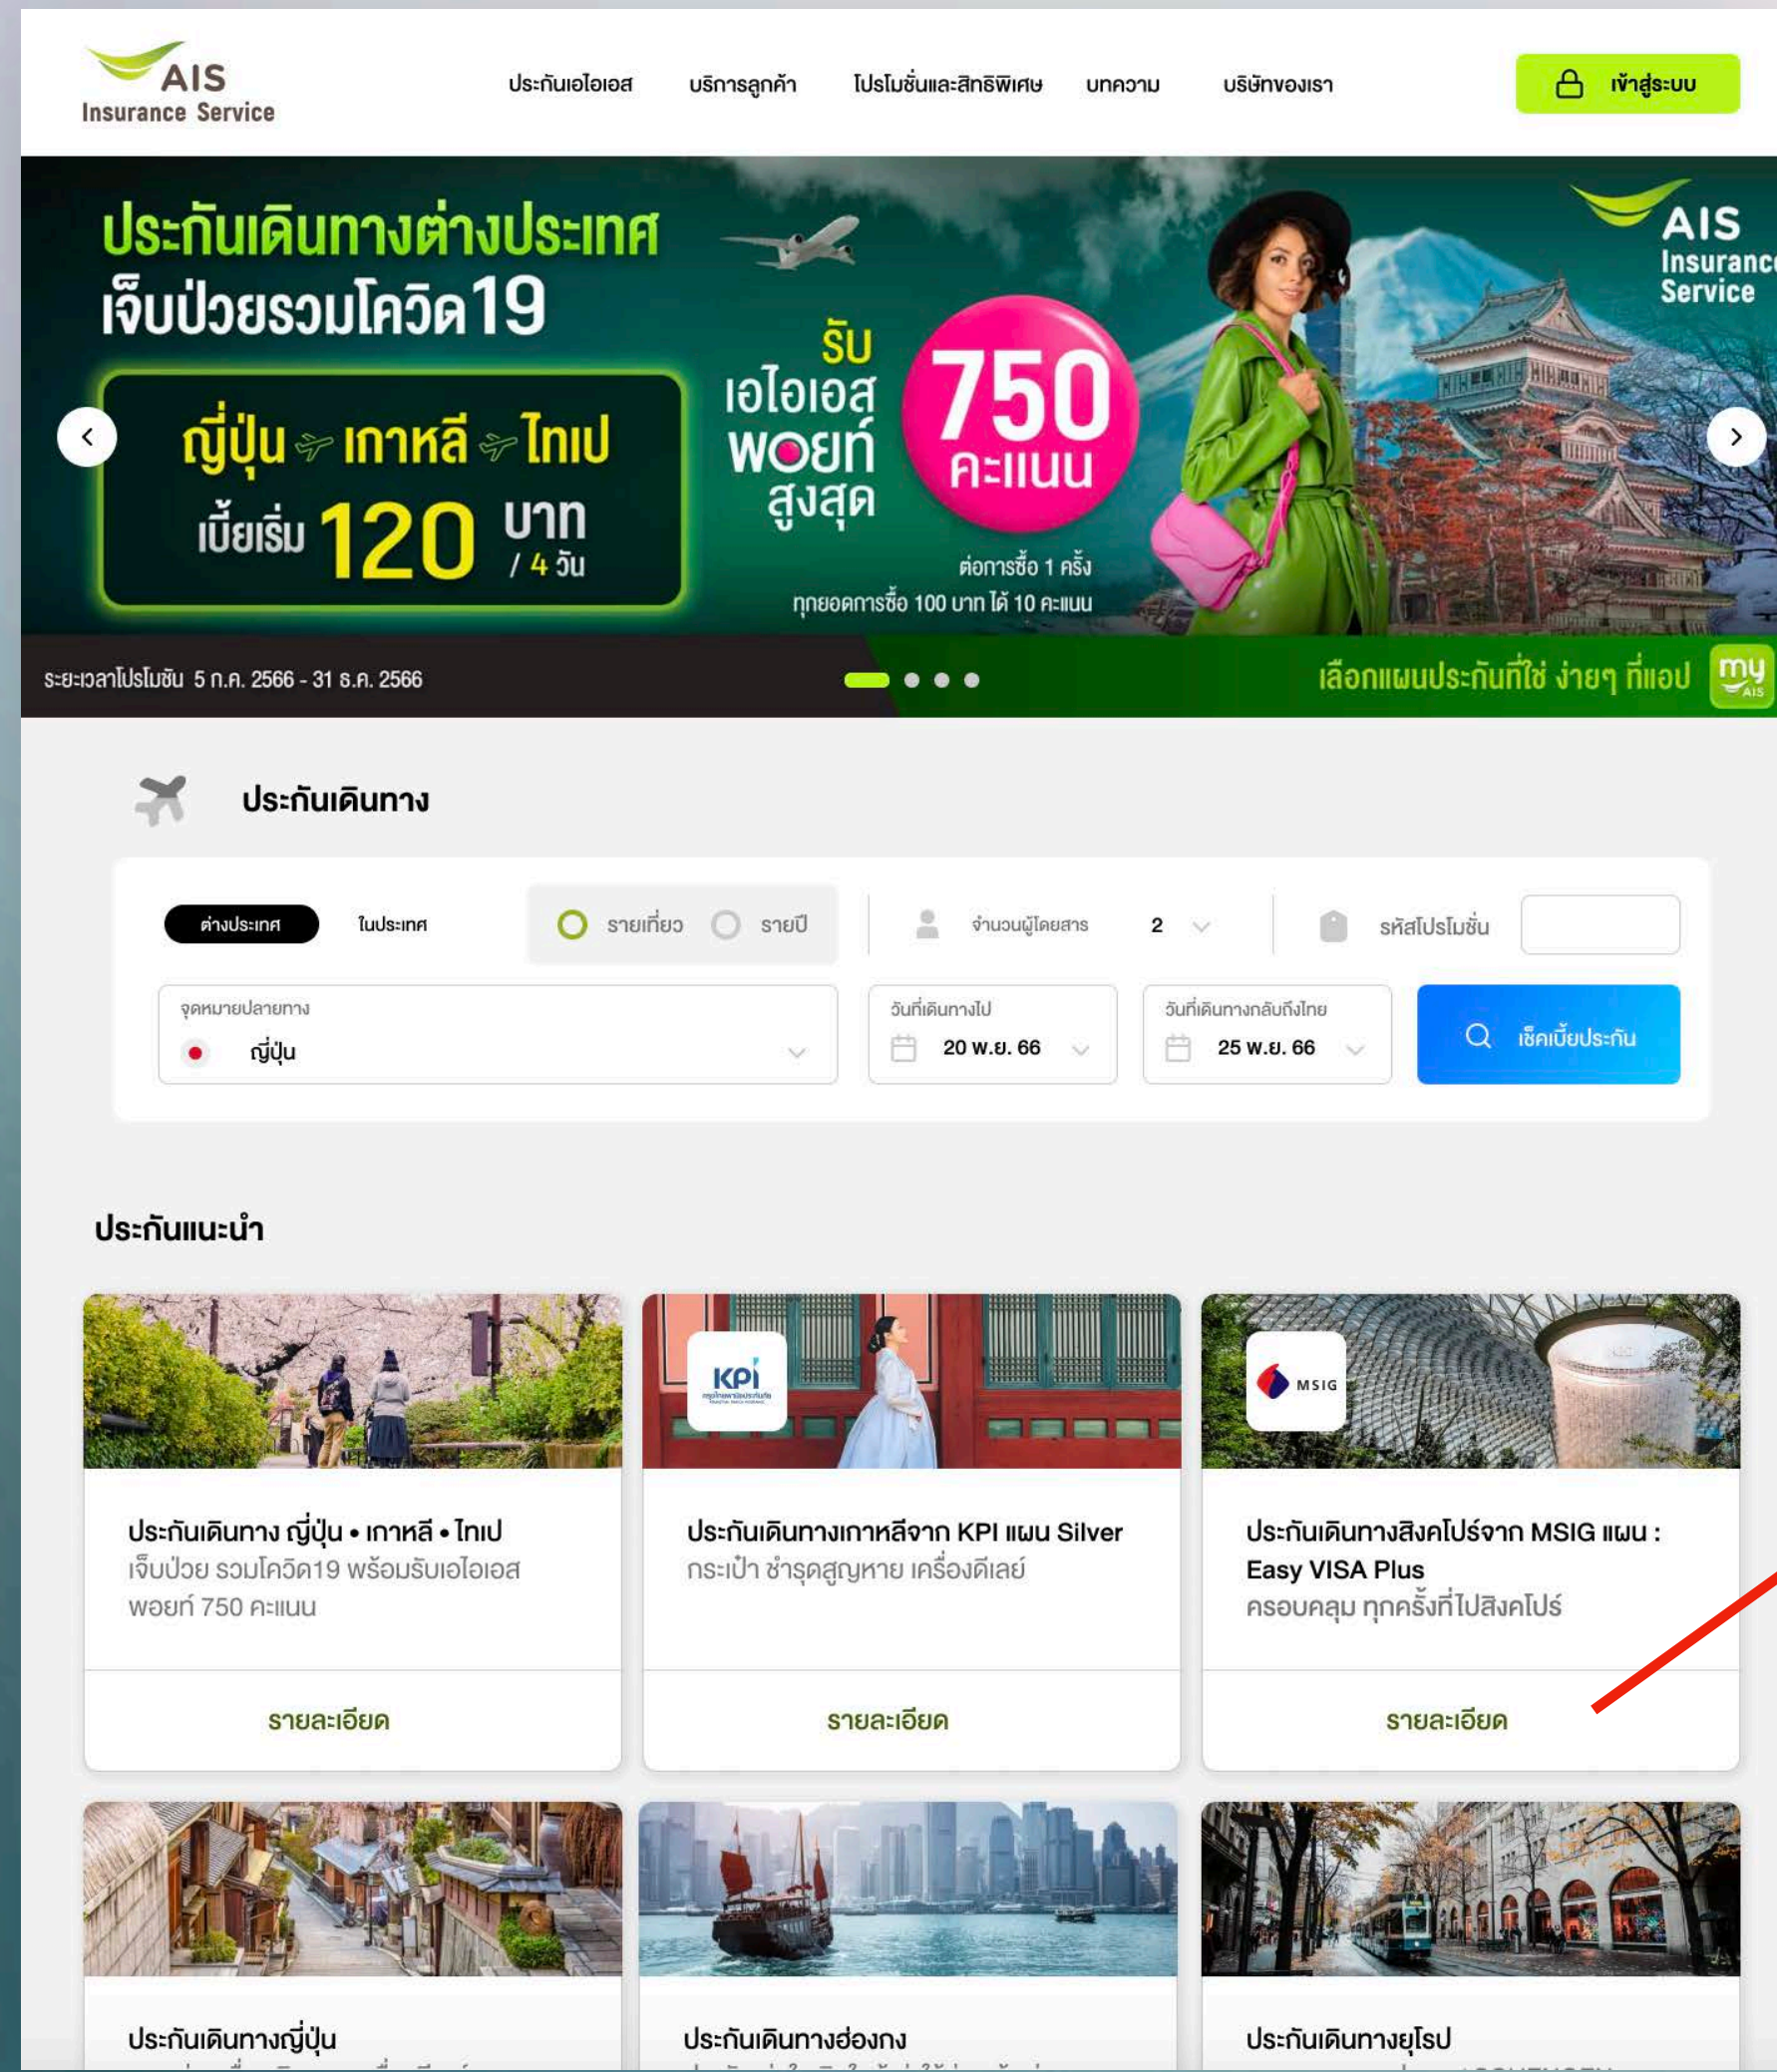 AIS
Insurance Service
ประกันเอไอเอส บริการลูกค้า โปรโมชั่นและสิทธิพิเศษ บทความ บริษัทของเรา เข้าสู่ระบบ
ประกันเดินทางต่างประเทศ
เจ็บป่วยรวมโควิด19
ญี่ปุ่น เกาหลี ไทเป
เบี้ยเริ่ม 120 บาท
/ 4 วัน
รับ
เอไอเอส
พอยท์
สูงสุด
750
คะแนน
ต่อการซื้อ 1 ครั้ง
ทุกยอดการซื้อ 100 บาท ได้ 10 คะแนน
AIS
Insurance
Service
ระยะเวลาโปรโมชัน 5 ก.ค. 2566 - 31 ธ.ค. 2566
เลือกแผนประกันที่ใช่ ง่ายๆ ที่แอป
my
AIS
ประกันเดินทาง
ต่างประเทศ ในประเทศ รายเที่ยว รายปี จำนวนผู้โดยสาร 2 รหัสโปรโมชั่น
จุดหมายปลายทาง
ญี่ปุ่น
วันที่เดินทางไป
20 พ.ย. 66
วันที่เดินทางกลับถึงไทย
25 พ.ย. 66
เช็คเบี้ยประกัน
ประกันแนะนำ
ประกันเดินทาง ญี่ปุ่น • เกาหลี • ไทเป
เจ็บป่วย รวมโควิด19 พร้อมรับเอไอเอส
พอยท์ 750 คะแนน
รายละเอียด
KPI
ประกันเดินทางเกาหลีจาก KPI แผน Silver
กระเป๋า ชำรุดสูญหาย เครื่องดีเลย์
รายละเอียด
MSIG
ประกันเดินทางสิงคโปร์จาก MSIG แผน :
Easy VISA Plus
ครอบคลุม ทุกครั้งที่ไปสิงคโปร์
รายละเอียด
ประกันเดินทางญี่ปุ่น
ประกันเดินทางฮ่องกง
ประกันเดินทางยุโรป